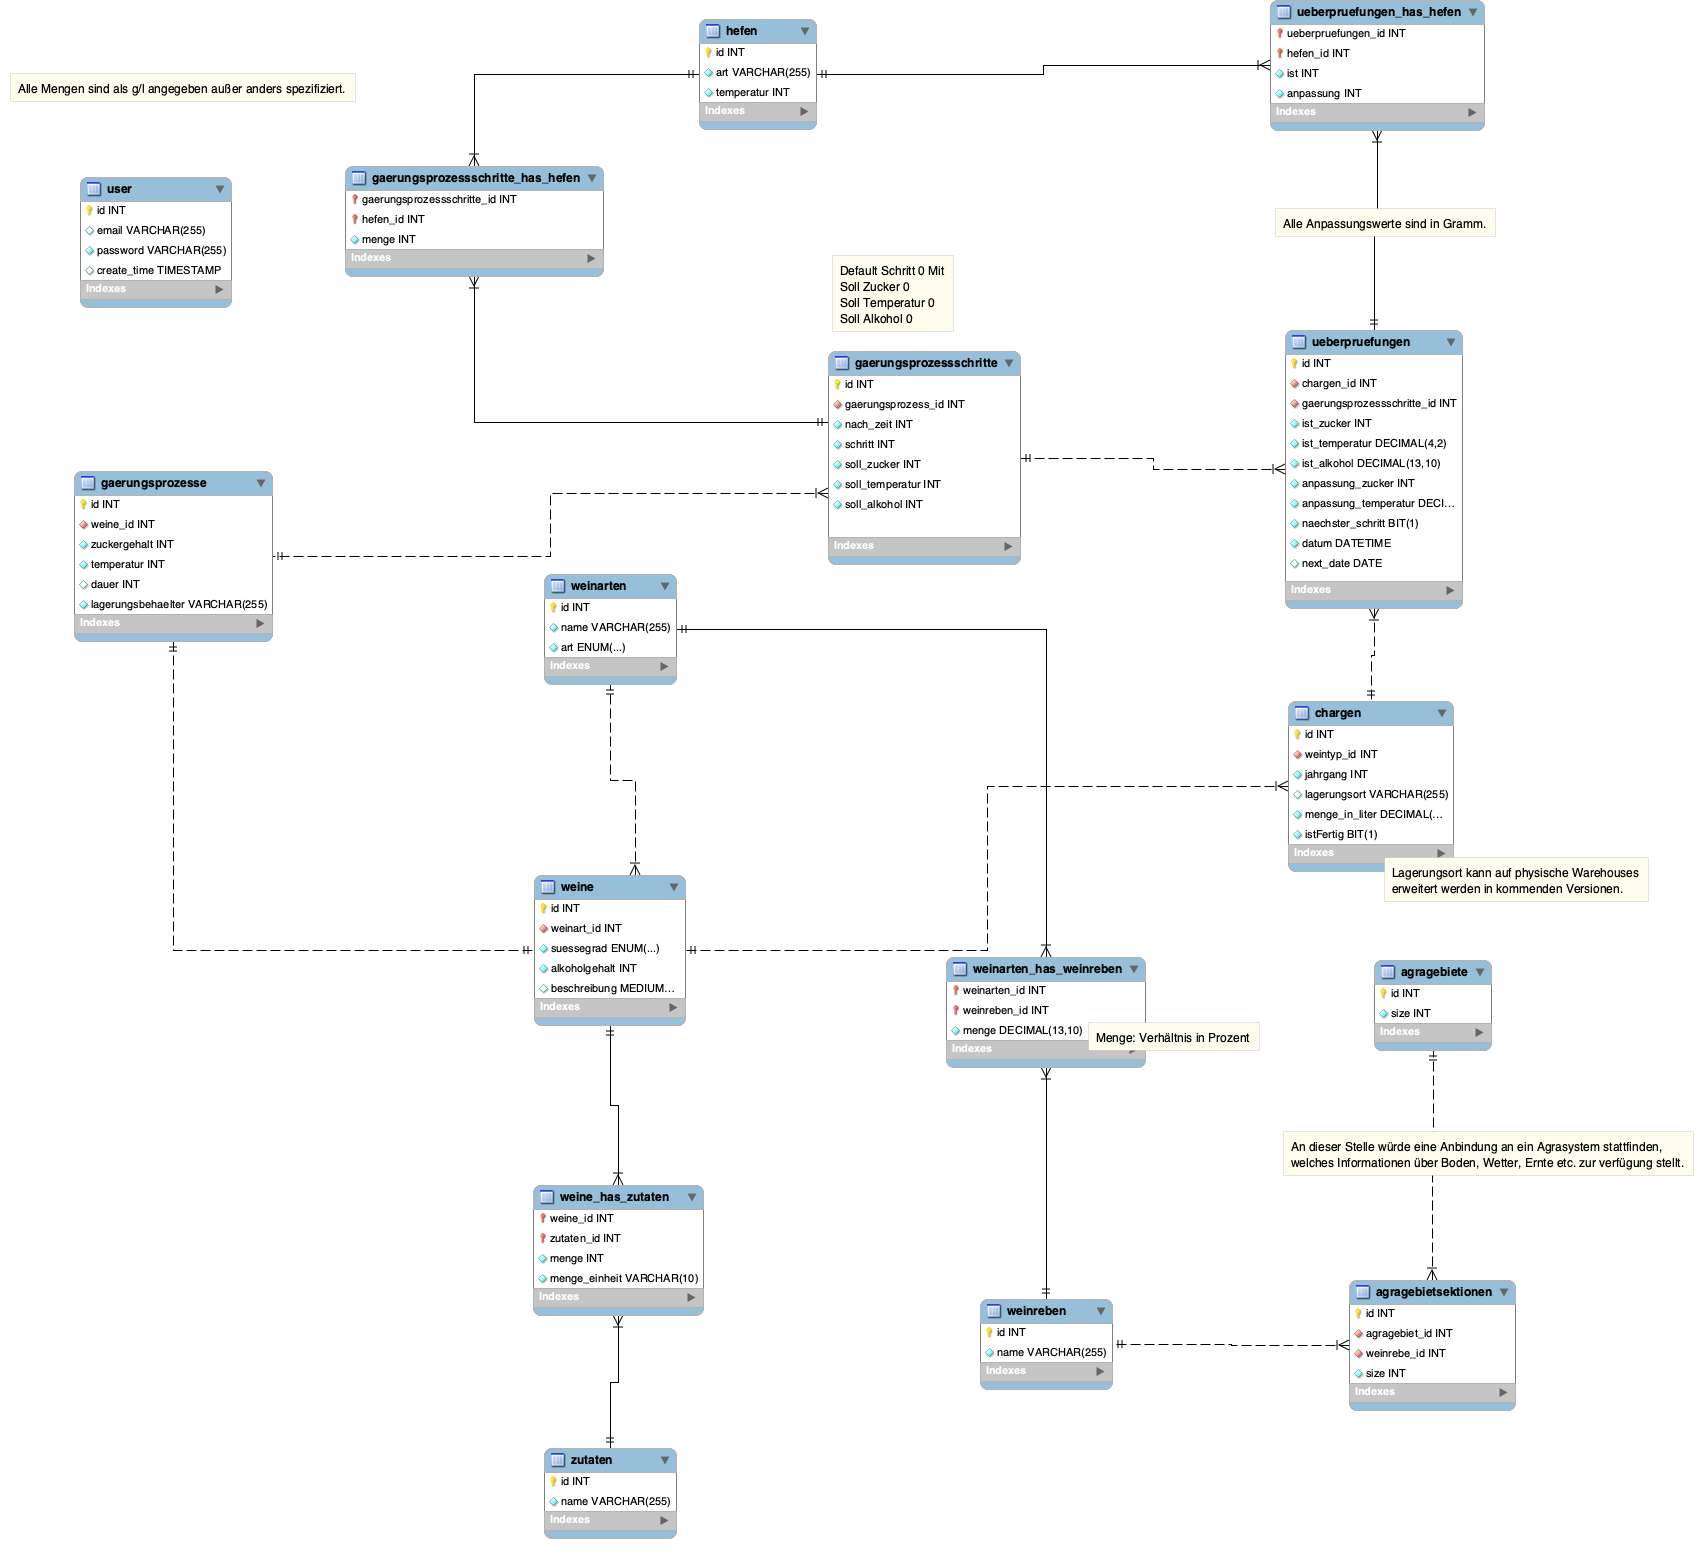 ueberpruefungen_has_hefen
ueberpruefungen_id INT
hefen_id INT
ist INT
anpassung INT
Indexes
hefen
id INT
art VARCHAR(255)
temperatur INT
Indexes
Alle Mengen sind als g/l angegeben außer anders spezifiziert.
gaerungsprozessschritte_has_hefen
gaerungsprozessschritte_id INT
hefen_id INT
menge INT
Indexes
user
id INT
email VARCHAR(255)
password VARCHAR(255)
create_time TIMESTAMP
Indexes
Alle Anpassungswerte sind in Gramm.
Default Schritt 0 Mit
Soll Zucker 0
Soll Temperatur 0
Soll Alkohol 0
ueberpruefungen
id INT
chargen_id INT
gaerungsprozessschritte_id INT
ist_zucker INT
ist_temperatur DECIMAL(4,2)
ist_alkohol DECIMAL(13,10)
anpassung_zucker INT
anpassung_temperatur DECI...
naechster_schritt BIT(1)
datum DATETIME
next_date DATE
Indexes
gaerungsprozessschritte
id INT
gaerungsprozess_id INT
nach_zeit INT
schritt INT
soll_zucker INT
soll_temperatur INT
soll_alkohol INT
Indexes
gaerungsprozesse
id INT
weine_id INT
zuckergehalt INT
temperatur INT
dauer INT
lagerungsbehaelter VARCHAR(255)
Indexes
weinarten
id INT
name VARCHAR(255)
art ENUM(...)
Indexes
chargen
id INT
weintyp_id INT
jahrgang INT
lagerungsort VARCHAR(255)
menge_in_liter DECIMAL(...
istFertig BIT(1)
Indexes
Lagerungsort kann auf physische Warehouses
erweitert werden in kommenden Versionen.
weine
id INT
weinart_id INT
suessegrad ENUM(...)
alkoholgehalt INT
beschreibung MEDIUM...
Indexes
weinarten_has_weinreben
weinarten_id INT
weinreben_id INT
menge DECIMAL(13,10)
Indexes
Menge: Verhältnis in Prozent
agragebiete
id INT
size INT
Indexes
An dieser Stelle würde eine Anbindung an ein Agrasystem stattfinden,
welches Informationen über Boden, Wetter, Ernte etc. zur verfügung stellt.
weine_has_zutaten
weine_id INT
zutaten_id INT
menge INT
menge_einheit VARCHAR(10)
Indexes
weinreben
id INT
name VARCHAR(255)
Indexes
agragebietsektionen
id INT
agragebiet_id INT
weinrebe_id INT
size INT
Indexes
zutaten
id INT
name VARCHAR(255)
Indexes